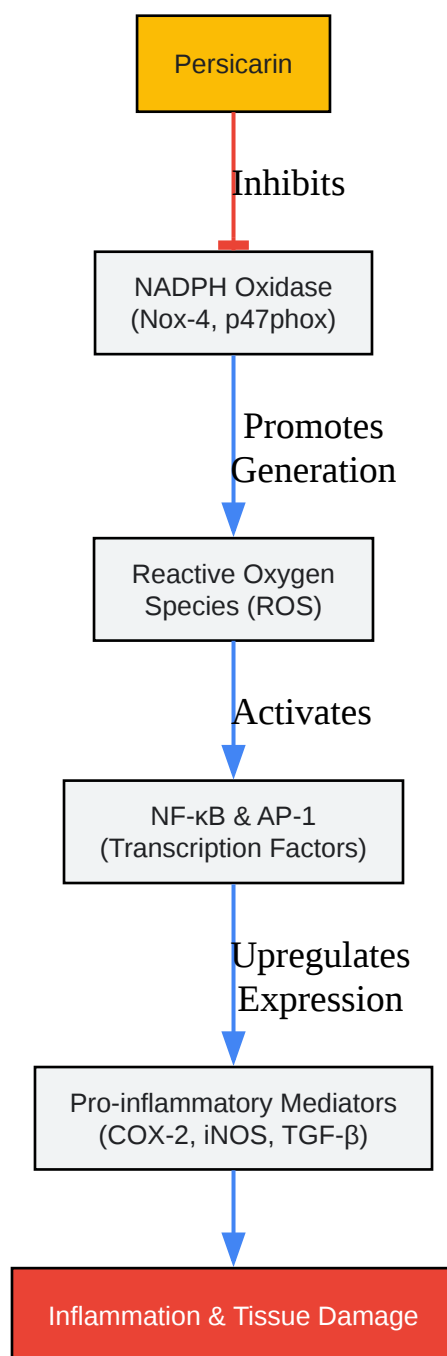 Persicarin
Inhibits
NADPH Oxidase
(Nox-4, p47phox)
Promotes
Generation
Reactive Oxygen
Species (ROS)
Activates
NF-κB & AP-1
(Transcription Factors)
Upregulates
Expression
Pro-inflammatory Mediators
(COX-2, iNOS, TGF-β)
Inflammation & Tissue Damage